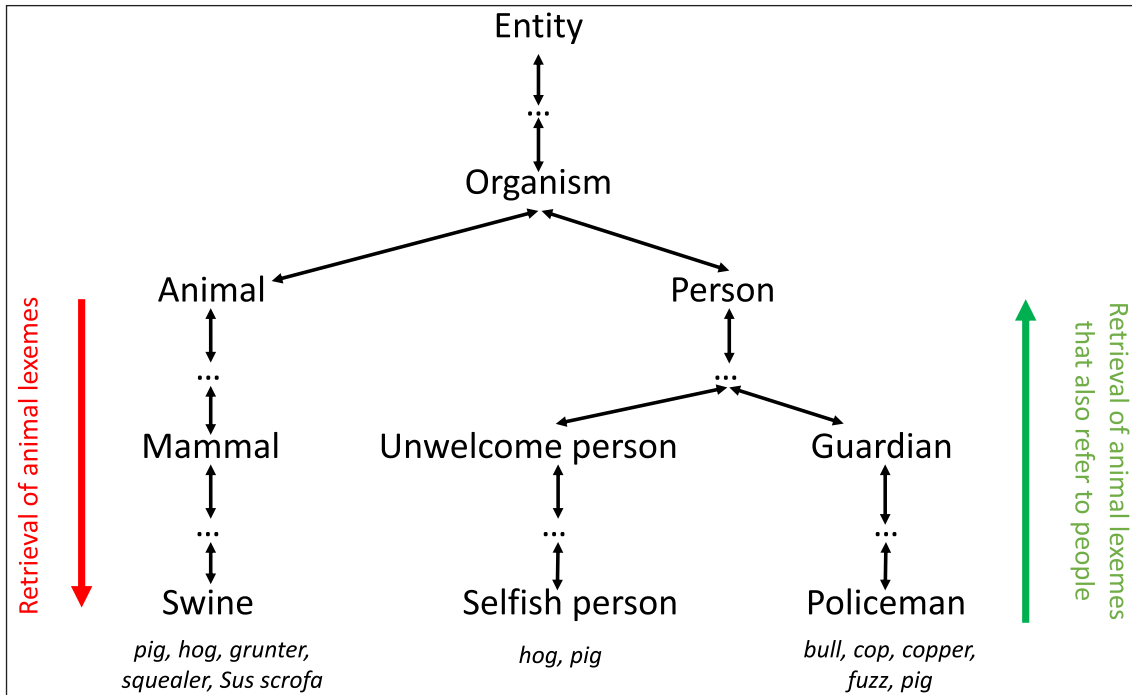 Entity
...
Organism
Animal
Person
...
...
Mammal
Unwelcome person
Guardian
...
...
...
Swine
Selfish person
Policeman
pig, hog, grunter,
squealer, Sus scrofa
hog, pig
bull, cop, copper,
fuzz, pig
Retrieval of animal lexemes
Retrieval of animal lexemes
that also refer to people